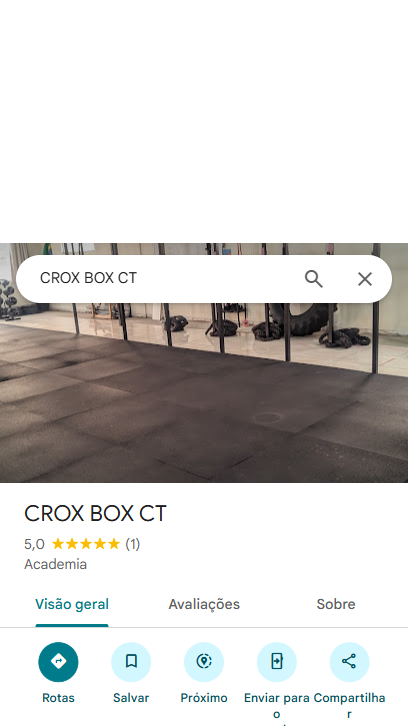 CROX BOX CT
CROX BOX CT
5,0 (1)
Academia
Visão geral Avaliações Sobre
Rotas Salvar Próximo Enviar para o Compartilhar